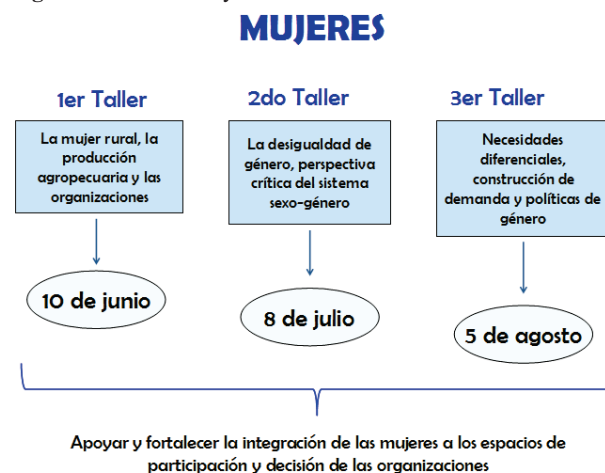 MUJERES
1er Taller
La mujer rural, la
producción
agropecuaria y las
organizaciones
10 de junio
2do Taller
La desigualdad de
género, perspectiva
crítica del sistema
sexo-género
8 de julio
3er Taller
Necesidades
diferenciales,
construcción de
demanda y políticas de
género
5 de agosto
Apoyar y fortalecer la integración de las mujeres a los espacios de
participación y decisión de las organizaciones